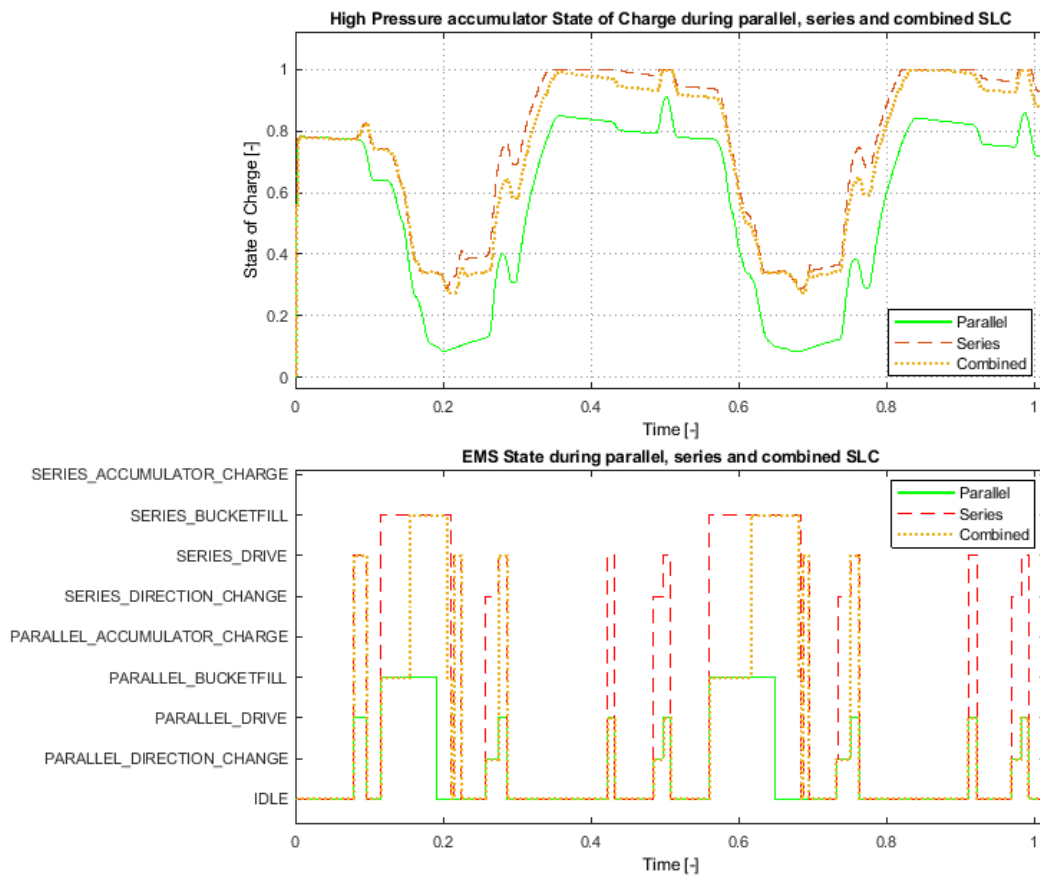 High Pressure accumulator State of Charge during parallel, series and combined SLC
State of Charge [-]
1
0.8
0.6
0.4
0.2
0
0
0.2
0.4
0.6
0.8
1
Time [-]
Parallel
Series
Combined
EMS State during parallel, series and combined SLC
SERIES_ACCUMULATOR_CHARGE
SERIES_BUCKETFILL
SERIES_DRIVE
SERIES_DIRECTION_CHANGE
PARALLEL_ACCUMULATOR_CHARGE
PARALLEL_BUCKETFILL
PARALLEL_DRIVE
PARALLEL_DIRECTION_CHANGE
IDLE
Parallel
Series
Combined
0
0.2
0.4
0.6
0.8
1
Time [-]